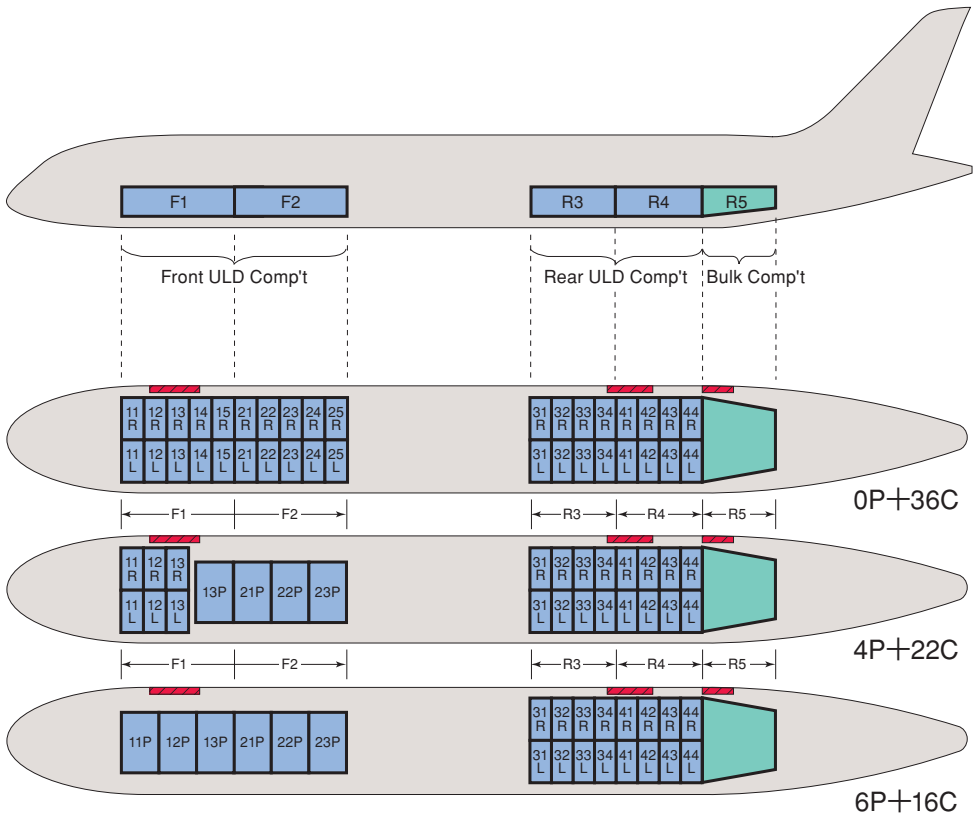 F1 F2 R3 R4 R5
Front ULD Comp't Rear ULD Comp't Bulk Comp't
11 R 12 R 13 R 14 R 15 R 21 R 22 R 23 R 24 R 25 R 31 R 32 R 33 R 34 R 41 R 42 R 43 R 44 R
11 L 12 L 13 L 14 L 15 L 21 L 22 L 23 L 24 L 25 L 31 L 32 L 33 L 34 L 41 L 42 L 43 L 44 L
0P+36C
F1 F2 R3 R4 R5
11 R 12 R 13 R 31 R 32 R 33 R 34 R 41 R 42 R 43 R 44 R
13P 21P 22P 23P
11 L 12 L 13 L 31 L 32 L 33 L 34 L 41 L 42 L 43 L 44 L
4P+22C
F1 F2 R3 R4 R5
31 R 32 R 33 R 34 R 41 R 42 R 43 R 44 R
11P 12P 13P 21P 22P 23P
31 L 32 L 33 L 34 L 41 L 42 L 43 L 44 L
6P+16C